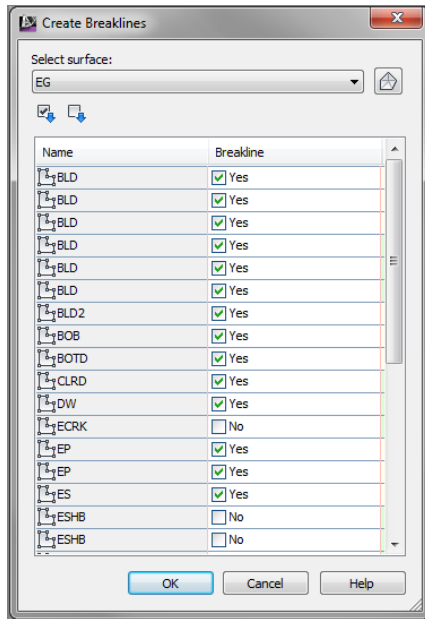 Create Breaklines
Select surface:
EG
Name Breakline
BLD Yes
BLD Yes
BLD Yes
BLD Yes
BLD Yes
BLD Yes
BLD2 Yes
BOB Yes
BOTD Yes
CLRD Yes
DW Yes
ECRK No
EP Yes
EP Yes
ES Yes
ESHB No
ESHB No
OK Cancel Help